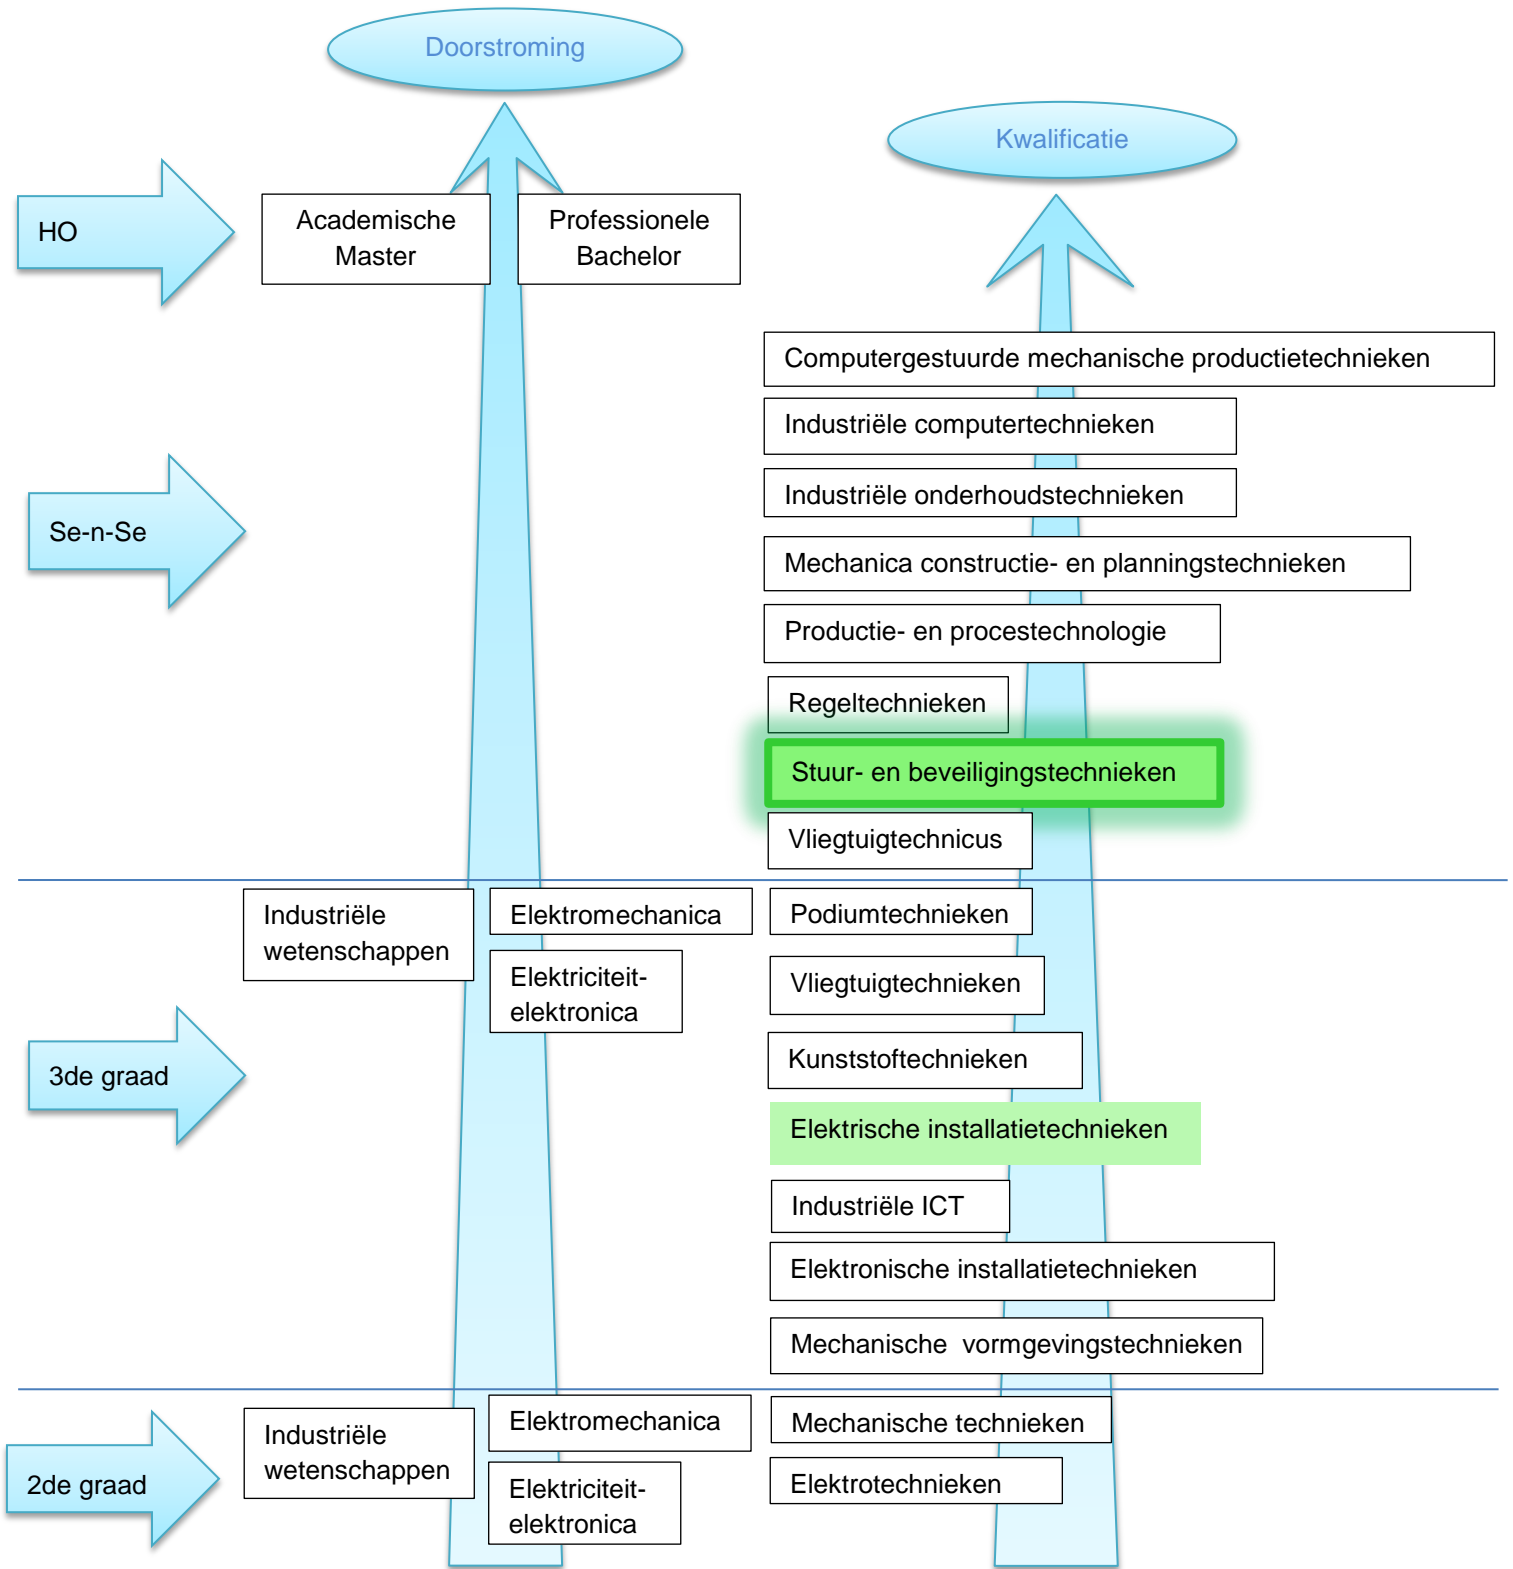 Doorstroming
Kwalificatie
HO
Academische
Master
Professionele
Bachelor
Computergestuurde mechanische productietechnieken
Industriële computertechnieken
Industriële onderhoudstechnieken
Se-n-Se
Mechanica constructie- en planningstechnieken
Productie- en procestechnologie
Regeltechnieken
Stuur- en beveiligingstechnieken
Vliegtuigtechnicus
Industriële
wetenschappen
Elektromechanica
Elektriciteit-
elektronica
Podiumtechnieken
Vliegtuigtechnieken
Kunststoftechnieken
3de graad
Elektrische installatietechnieken
Industriële ICT
Elektronische installatietechnieken
Mechanische  vormgevingstechnieken
2de graad
Industriële
wetenschappen
Elektromechanica
Elektriciteit-
elektronica
Mechanische technieken
Elektrotechnieken